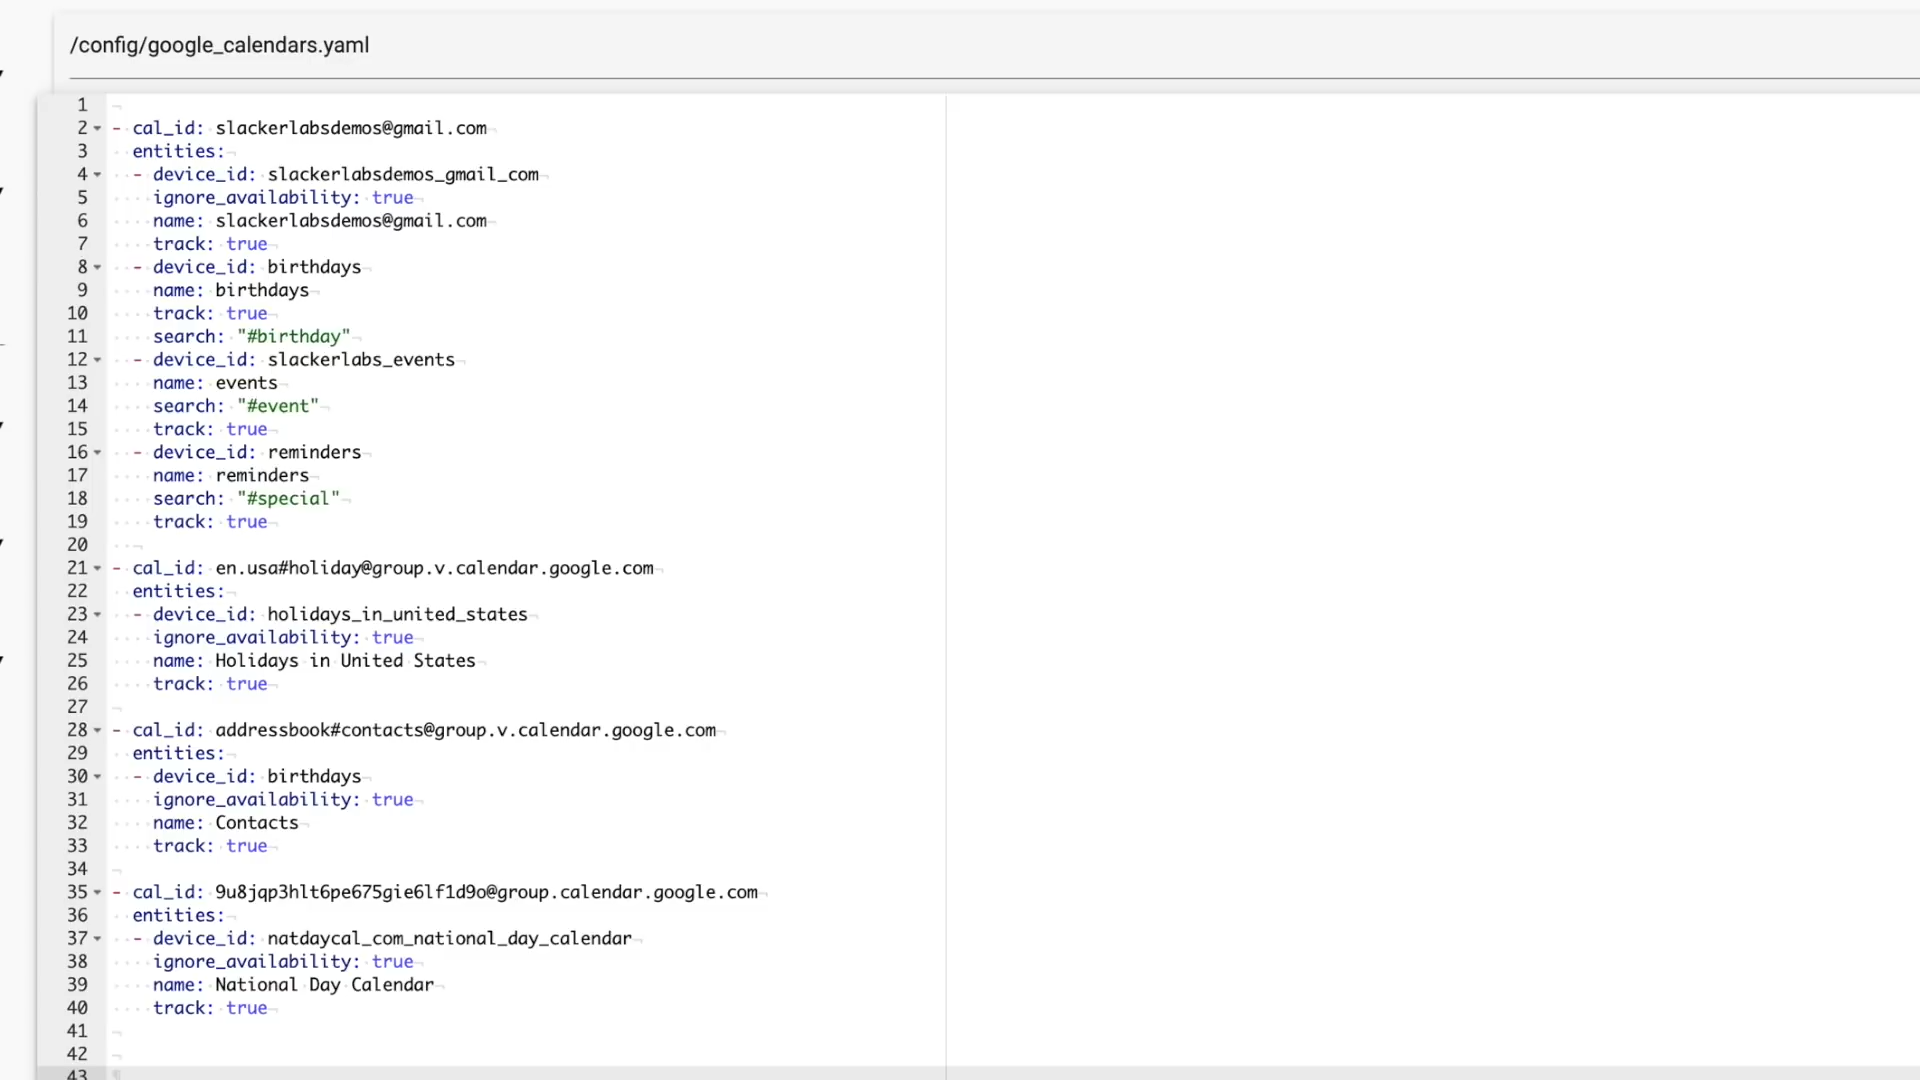 /config/google_calendars.yaml
1
2 - cal_id: slackerlabsdemos@gmail.com
3 entities:
4 - device_id: slackerlabsdemos_gmail_com
5 ignore_availability: true
6 name: slackerlabsdemos@gmail.com
7 track: true
8 - device_id: birthdays
9 name: birthdays
10 track: true
11 search: "#birthday"
12 - device_id: slackerlabs_events
13 name: events
14 search: "#event"
15 track: true
16 - device_id: reminders
17 name: reminders
18 search: "#special"
19 track: true
20
21 - cal_id: en.usa#holiday@group.v.calendar.google.com
22 entities:
23 - device_id: holidays_in_united_states
24 ignore_availability: true
25 name: Holidays in United States
26 track: true
27
28 - cal_id: addressbook#contacts@group.v.calendar.google.com
29 entities:
30 - device_id: birthdays
31 ignore_availability: true
32 name: Contacts
33 track: true
34
35 - cal_id: 9u8jqp3hlt6pe675gie6lf1d9o@group.calendar.google.com
36 entities:
37 - device_id: natdaycal_com_national_day_calendar
38 ignore_availability: true
39 name: National Day Calendar
40 track: true
41
42
43